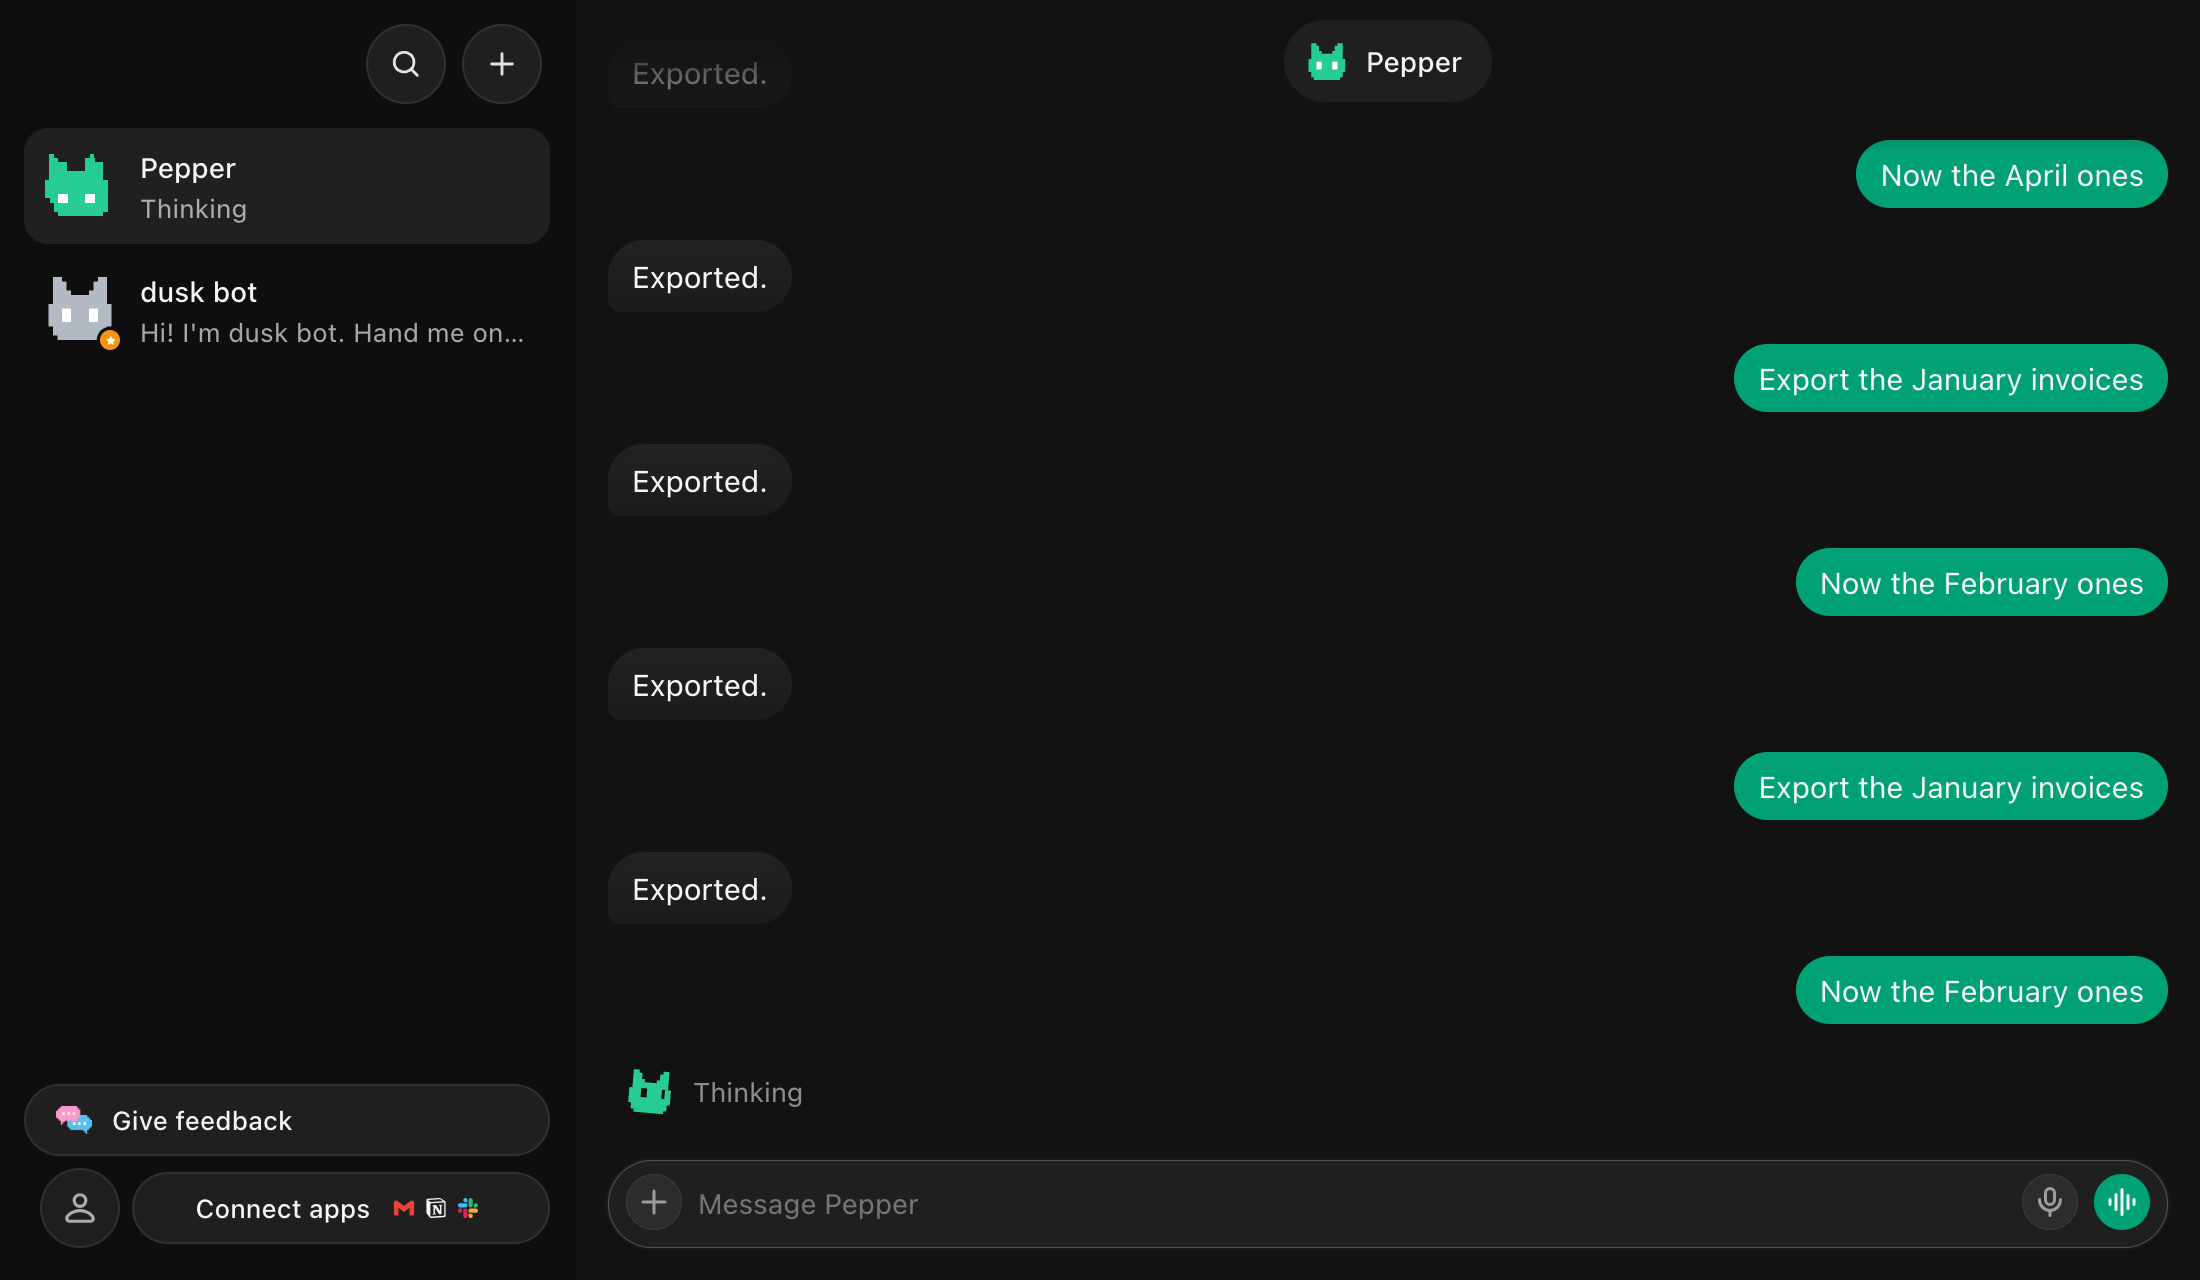 Pepper
Thinking
dusk bot
Hi! I'm dusk bot. Hand me on...
Give feedback
Connect apps
Pepper
Exported.
Now the April ones
Exported.
Export the January invoices
Exported.
Now the February ones
Exported.
Export the January invoices
Exported.
Now the February ones
Thinking
Message Pepper